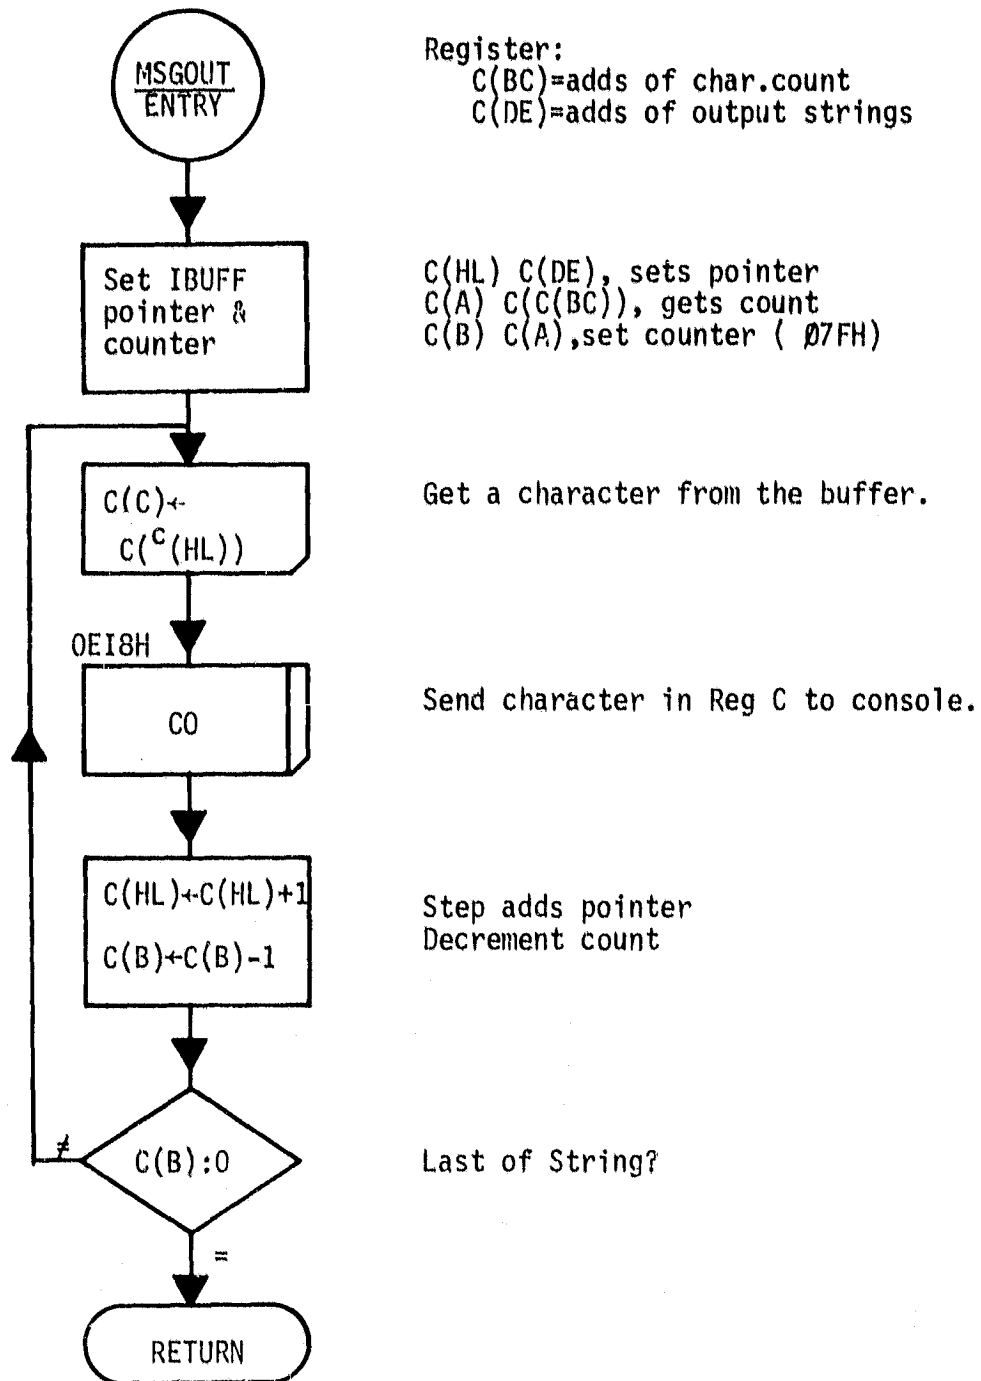 MSGOUT
ENTRY
Register:
C(BC)=adds of char.count
C(DE)=adds of output strings
Set IBUFF
pointer &
counter
C(HL) C(DE), sets pointer
C(A) C(C(BC)), gets count
C(B) C(A),set counter ( Ø7FH)
C(C)←
C(C(HL))
Get a character from the buffer.
OEI8H
CO
Send character in Reg C to console.
C(HL)←C(HL)+1
C(B)←C(B)-1
Step adds pointer
Decrement count
≠
C(B):0
Last of String?
=
RETURN